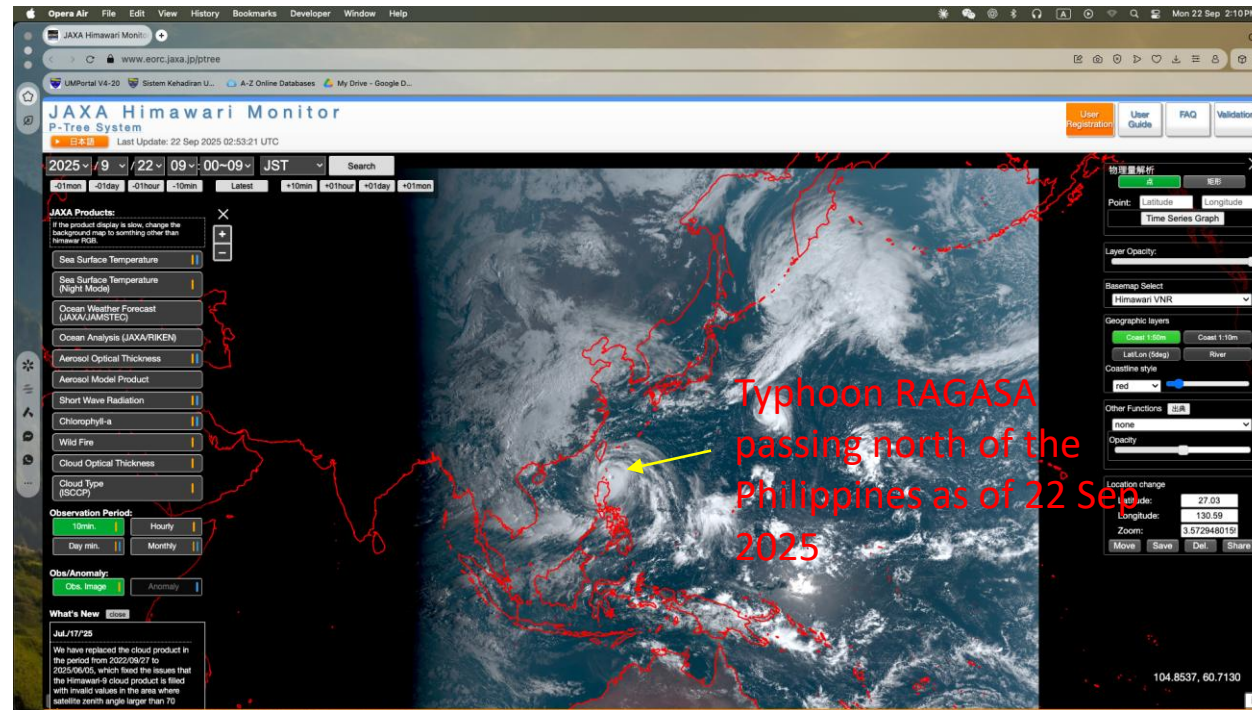 Opera Air File Edit View History Bookmarks Developer Window Help
A
Mon 22 Sep 2:10PM
JAXA Himawari Monito
www.eorc.jaxa.jp/ptree
UMPortal V4-20 Sistem Kehadiran U... A-Z Online Databases My Drive - Google D...
JAXA Himawari Monitor
P-Tree System
日本語 Last Update: 22 Sep 2025 02:53:21 UTC
User Registration
User Guide
FAQ
Validation
2025 / 9 / 22 09 : 00~09 JST Search
-01mon -01day -01hour -10min Latest +10min +01hour +01day +01mon
JAXA Products:
If the product display is
slow, change the
background map to somthing other than
himawar RGB.
Sea Surface Temperature
Sea Surface Temperature
(Night Mode)
Ocean Weather Forecast
(JAXA/JAMSTEC)
Ocean Analysis (JAXA/RIKEN)
Aerosol Optical Thickness
Aerosol Model Product
Short Wave Radiation
Chlorophyll-a
Wild Fire
Cloud Optical Thickness
Cloud Type
(ISCCP)
Observation Period:
10min. Hourly
Day min. Monthly
Obs/Anomaly:
Obs. Image Anomaly
What's New close
Jul./17/'25
We have replaced the cloud product in
the period from 2022/09/27 to
2025/06/05, which fixed the issues that
the Himawari-9 cloud product is filled
with invalid values in the area where
satellite zenith angle larger than 70
Typhoon RAGASA
passing north of the
Philippines as of 22 Sep
2025
物理量解析
点 矩形
Point: Latitude Longitude
Time Series Graph
Layer Opacity:
Basemap Select
Himawari VNR
Geographic layers
Coast 1:50m Coast 1:10m
Lat/Lon (5deg) River
Coastline style
red
Other Functions 出典
none
Opacity
Location change
Latitude: 27.03
Longitude: 130.59
Zoom: 3.572948015
Move Save Del. Share
104.8537, 60.7130